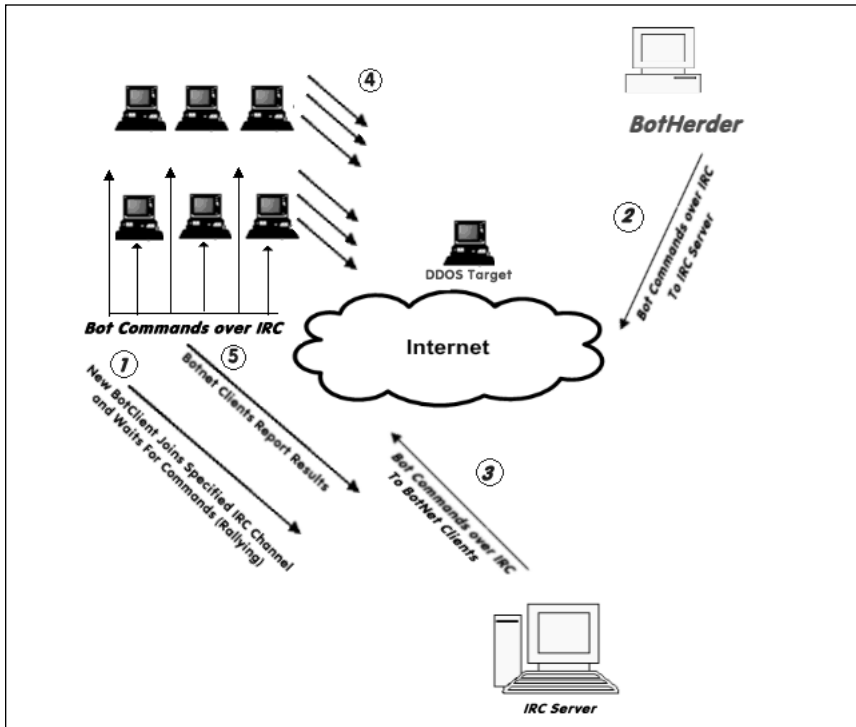 4
BotHerder
2
Bot Commands over IRC
To IRC Server
DDOS Target
Bot Commands over IRC
Internet
1
5
New BotClient Joins Specified IRC Channel
and Waits For Commands (Rallying)
Botnet Clients Report Results
3
Bot Commands over IRC
To BotNet Clients
IRC Server